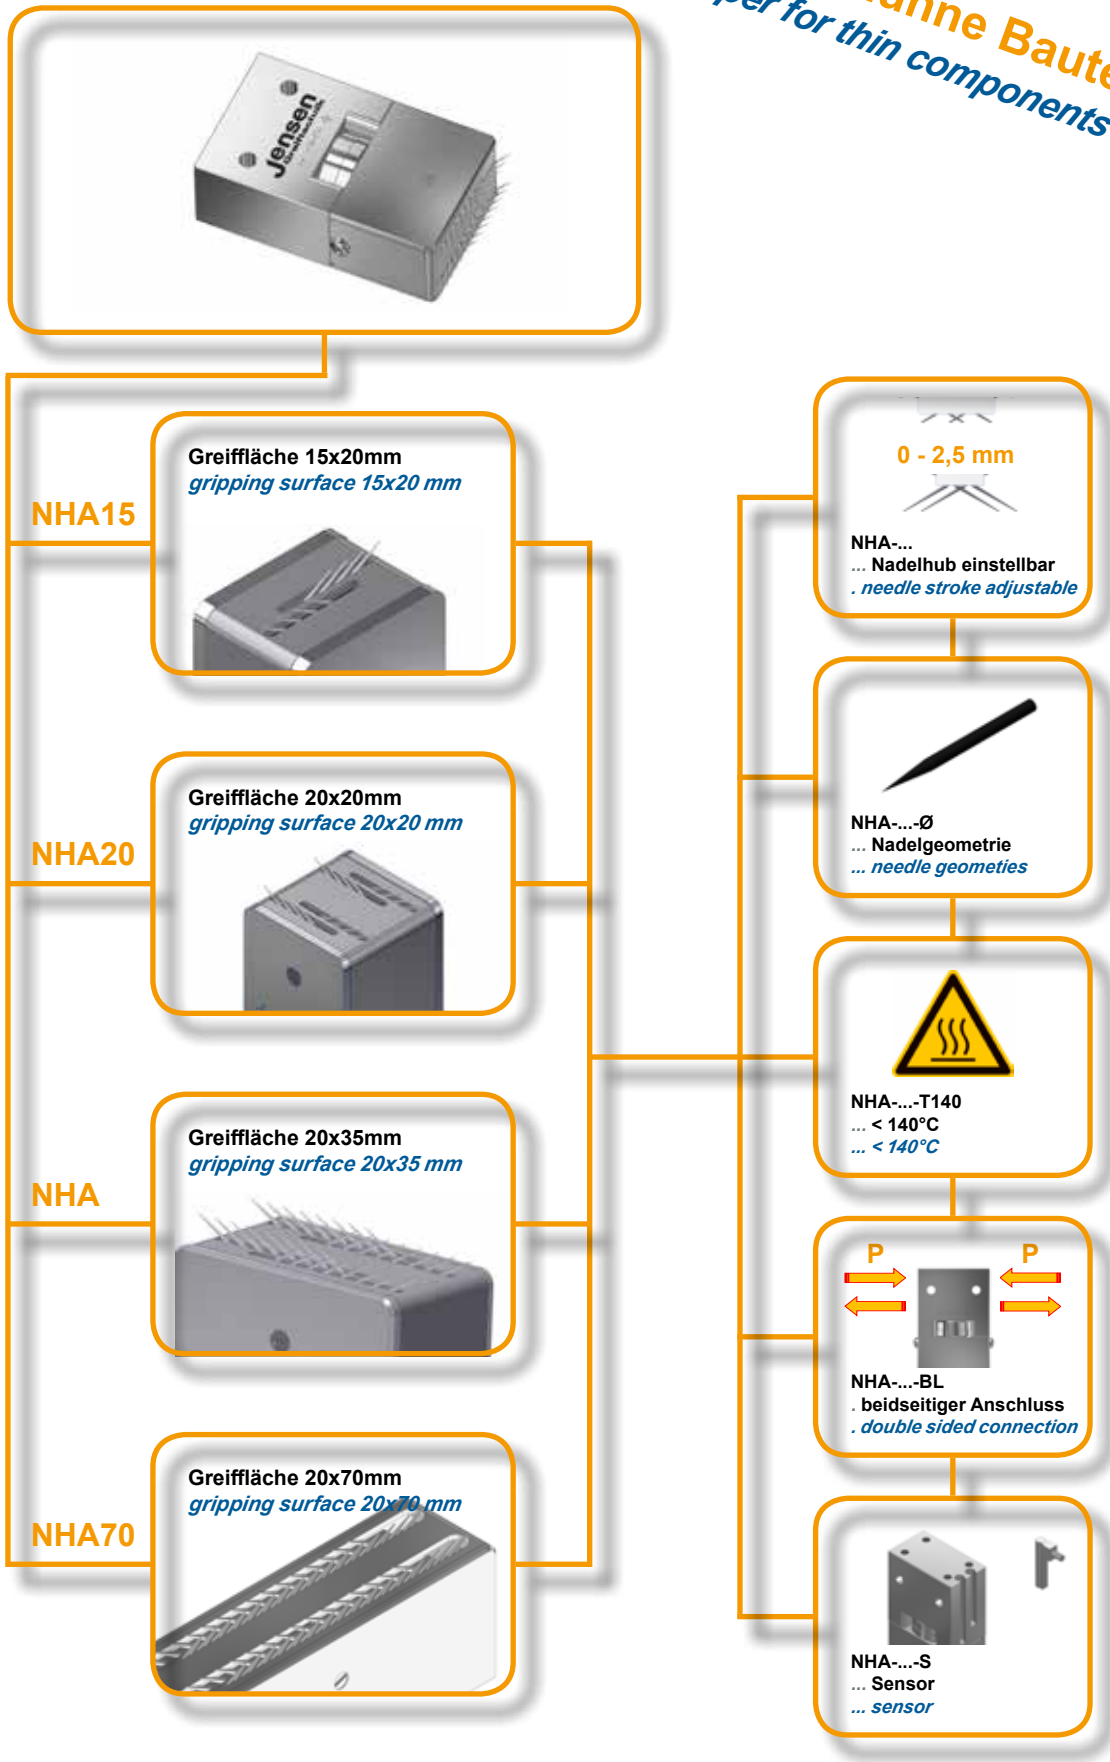 Baute
for thin components
Jensen
Greiftechnik
NHA15
Greiffläche 15x20mm
gripping surface 15x20 mm
NHA20
Greiffläche 20x20mm
gripping surface 20x20 mm
NHA
Greiffläche 20x35mm
gripping surface 20x35 mm
NHA70
Greiffläche 20x70mm
gripping surface 20x70 mm
0 - 2,5 mm
NHA-...
... Nadelhub einstellbar
. needle stroke adjustable
NHA-...-Ø
... Nadelgeometrie
... needle geometies
NHA-...-T140
... < 140°C
... < 140°C
P P
NHA-...-BL
. beidseitiger Anschluss
. double sided connection
NHA-...-S
... Sensor
... sensor